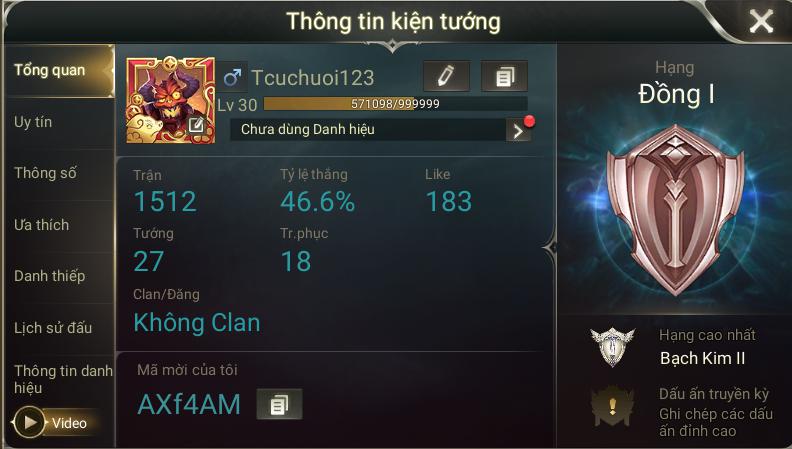 Thông tin kiện tướng
Tổng quan
Uy tín
Thông số
Ưa thích
Danh thiếp
Lịch sử đấu
Thông tin danh
hiệu
Video
Tcuchuoi123
Lv 30
571098/999999
Chưa dùng Danh hiệu
Trận
Tỷ lệ thắng
Like
1512
46.6%
183
Tướng
Tr.phục
27
18
Clan/Đăng
Không Clan
Mã mời của tôi
AXf4AM
Hạng
Đồng I
Hạng cao nhất
Bạch Kim II
Dấu ấn truyền kỳ
Ghi chép các dấu
ấn đỉnh cao